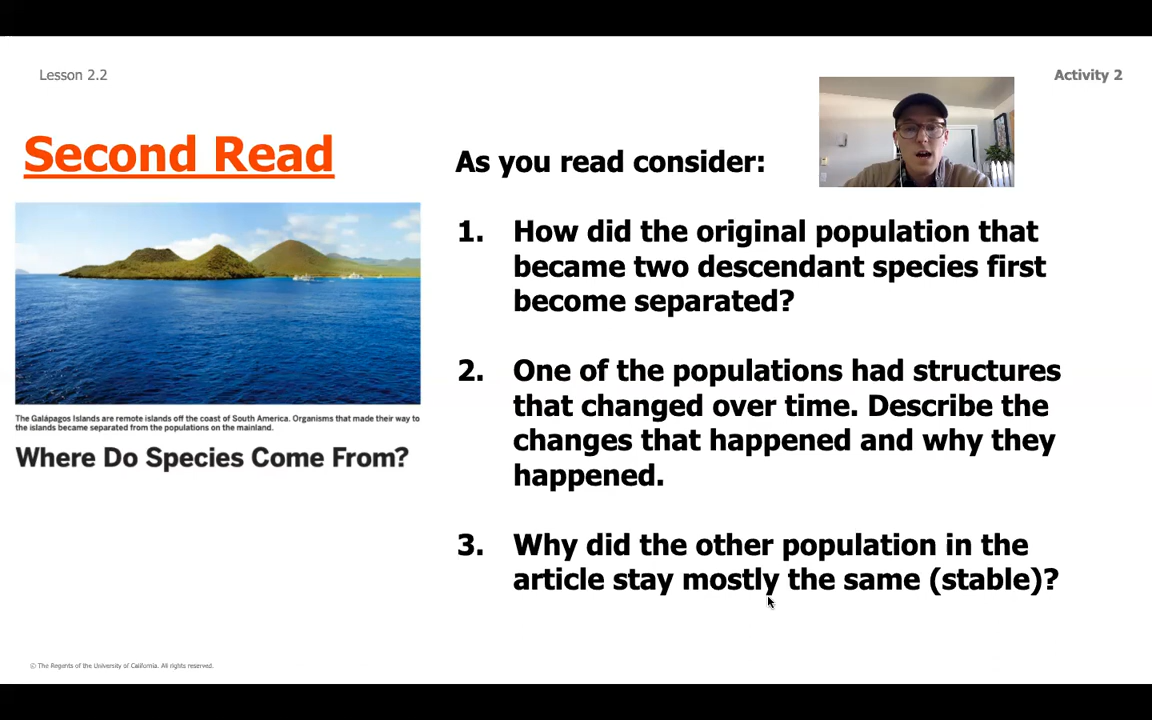 Lesson 2.2
Activity 2
Second Read
As you read consider:
1. How did the original population that
became two descendant species first
become separated?
2. One of the populations had structures
that changed over time. Describe the
changes that happened and why they
happened.
3. Why did the other population in the
article stay mostly the same (stable)?
The Galápagos Islands are remote islands off the coast of South America. Organisms that made their way to
the islands became separated from the populations on the mainland.
Where Do Species Come From?
© The Regents of the University of California. All rights reserved.